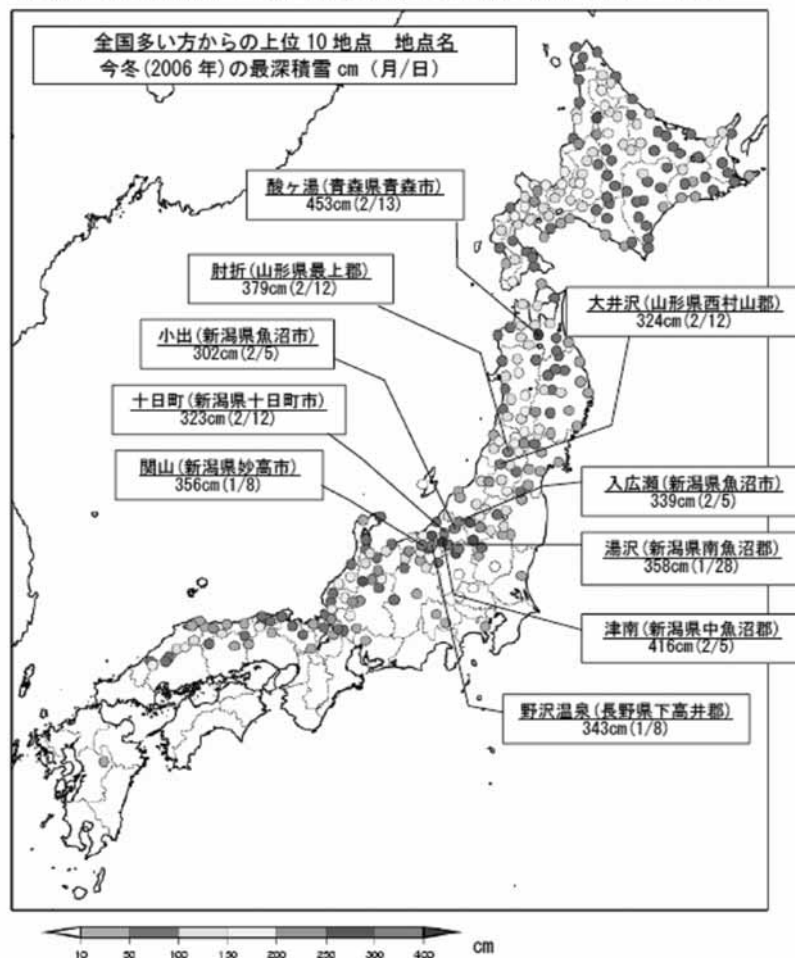 全国多い方からの上位10地点　地点名
今冬(2006年)の最深積雪cm（月/日）
酸ヶ湯(青森県青森市)
453cm(2/13)
肘折(山形県最上郡)
379cm(2/12)
大井沢(山形県西村山郡)
324cm(2/12)
小出(新潟県魚沼市)
302cm(2/5)
十日町(新潟県十日町市)
323cm(2/12)
関山(新潟県妙高市)
356cm(1/8)
入広瀬(新潟県魚沼市)
339cm(2/5)
湯沢(新潟県南魚沼郡)
358cm(1/28)
津南(新潟県中魚沼郡)
416cm(2/5)
野沢温泉(長野県下高井郡)
343cm(1/8)
10 50 100 150 200 250 300 400 cm